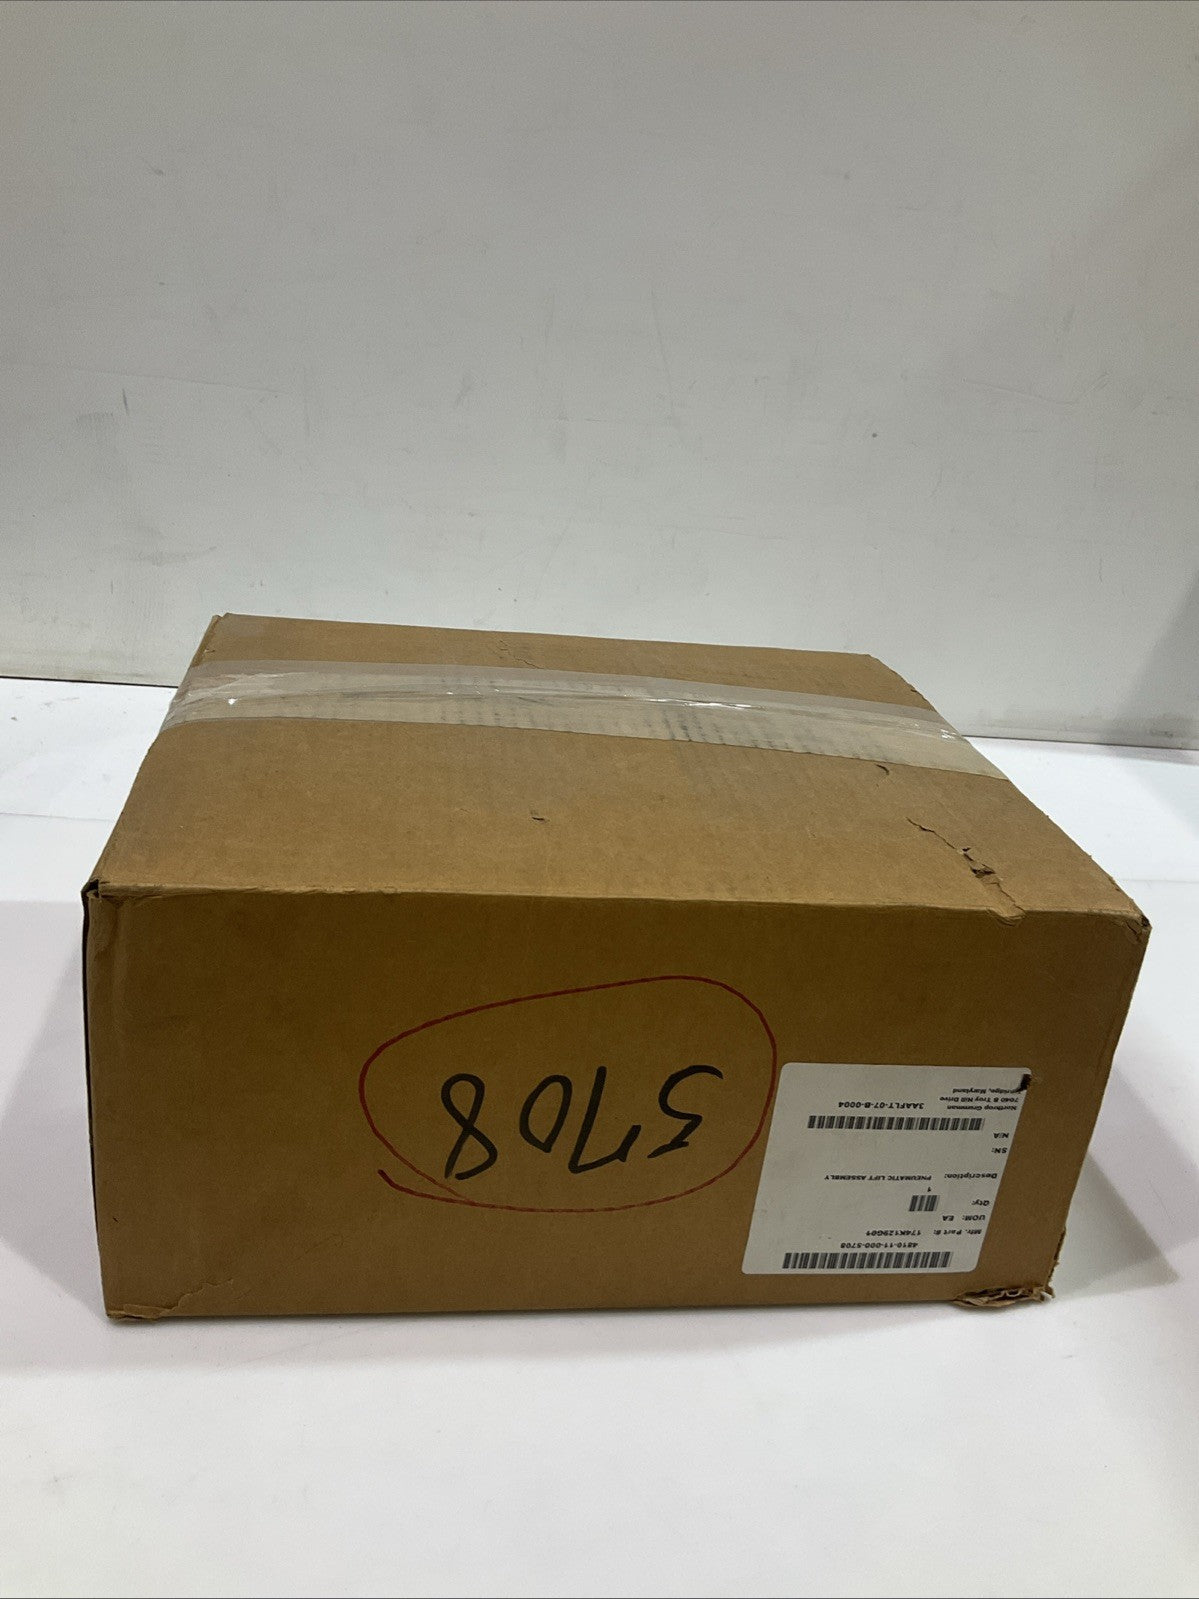 5708
4810-11-000-5708
Mfr. Part #: 174K129G01
UOM: EA
Qty: 1
Description: PNEUMATIC LIFT ASSEMBLY
SN:
N/A
Northrop Grumman 3AAFLT-07-B-0004
7040 B Troy Hill Drive
Maryland